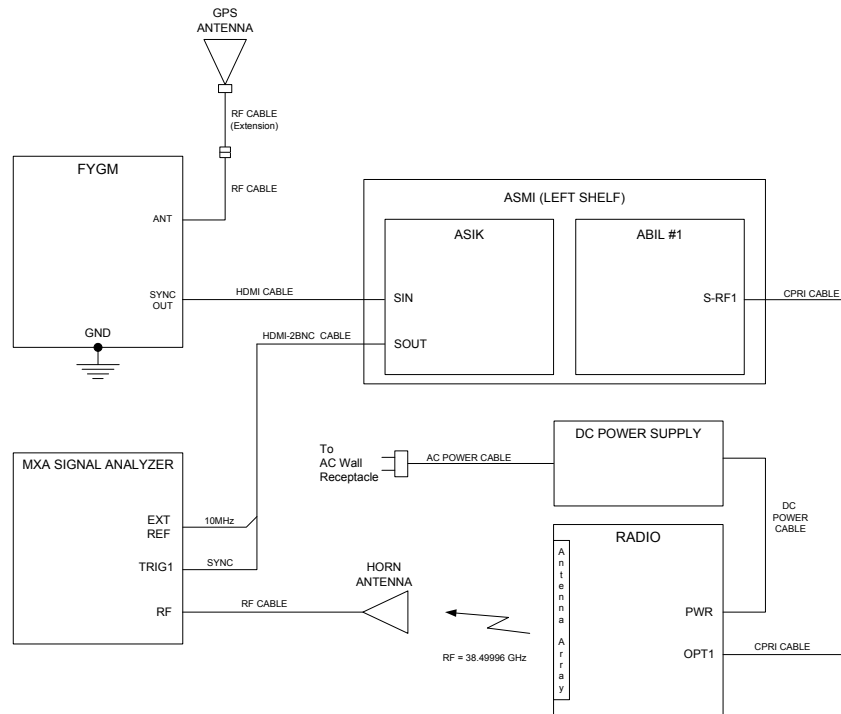 GPS
ANTENNA
RF CABLE
(Extension)
FYGM
RF CABLE
ANT
ASMI (LEFT SHELF)
ASIK
ABIL #1
SYNC
OUT
HDMI CABLE
SIN
S-RF1
CPRI CABLE
GND
HDMI-2BNC CABLE
SOUT
DC POWER SUPPLY
To
AC Wall
Receptacle
AC POWER CABLE
MXA SIGNAL ANALYZER
DC
POWER
CABLE
EXT
REF
10MHz
RADIO
TRIG1
SYNC
HORN
ANTENNA
Antenna Array
RF
RF CABLE
PWR
RF = 38.49996 GHz
OPT1
CPRI CABLE